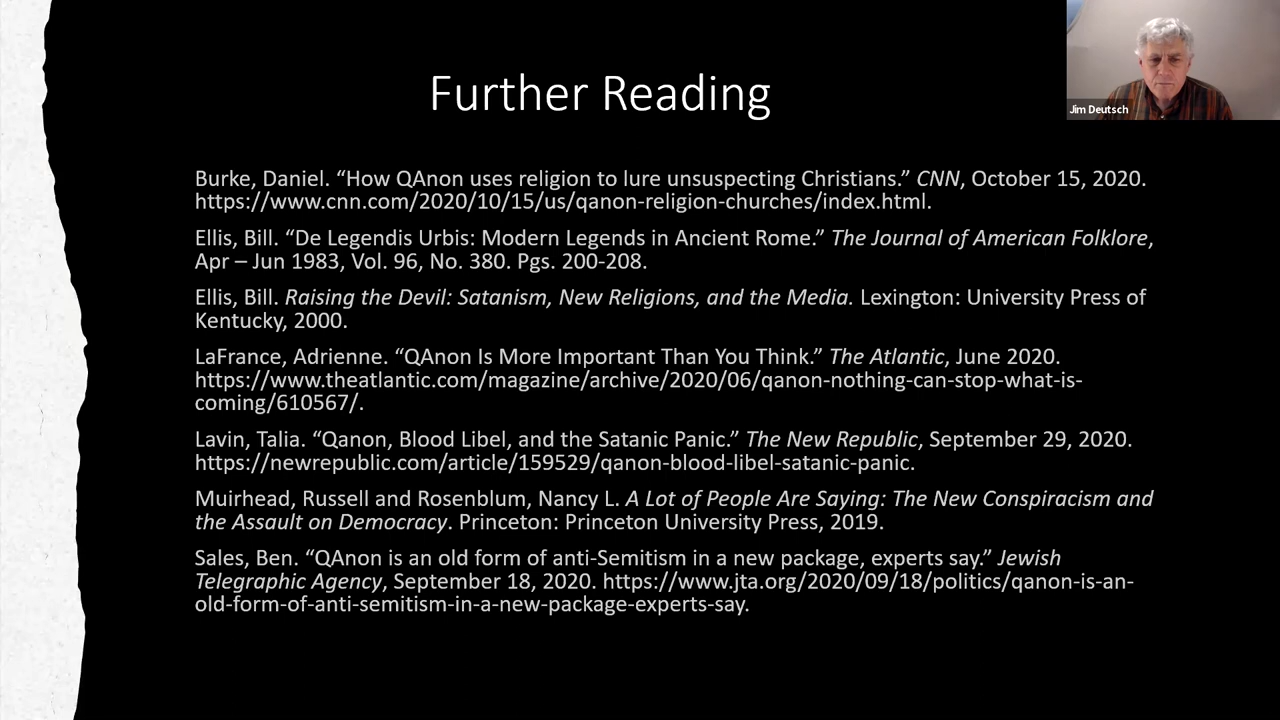 Further Reading
Jim Deutsch
Burke, Daniel. “How QAnon uses religion to lure unsuspecting Christians.” CNN, October 15, 2020.
https://www.cnn.com/2020/10/15/us/qanon-religion-churches/index.html.
Ellis, Bill. “De Legendis Urbis: Modern Legends in Ancient Rome.” The Journal of American Folklore,
Apr – Jun 1983, Vol. 96, No. 380. Pgs. 200-208.
Ellis, Bill. Raising the Devil: Satanism, New Religions, and the Media. Lexington: University Press of
Kentucky, 2000.
LaFrance, Adrienne. “QAnon Is More Important Than You Think.” The Atlantic, June 2020.
https://www.theatlantic.com/magazine/archive/2020/06/qanon-nothing-can-stop-what-is-
coming/610567/.
Lavin, Talia. “Qanon, Blood Libel, and the Satanic Panic.” The New Republic, September 29, 2020.
https://newrepublic.com/article/159529/qanon-blood-libel-satanic-panic.
Muirhead, Russell and Rosenblum, Nancy L. A Lot of People Are Saying: The New Conspiracism and
the Assault on Democracy. Princeton: Princeton University Press, 2019.
Sales, Ben. “QAnon is an old form of anti-Semitism in a new package, experts say.” Jewish
Telegraphic Agency, September 18, 2020. https://www.jta.org/2020/09/18/politics/qanon-is-an-
old-form-of-anti-semitism-in-a-new-package-experts-say.